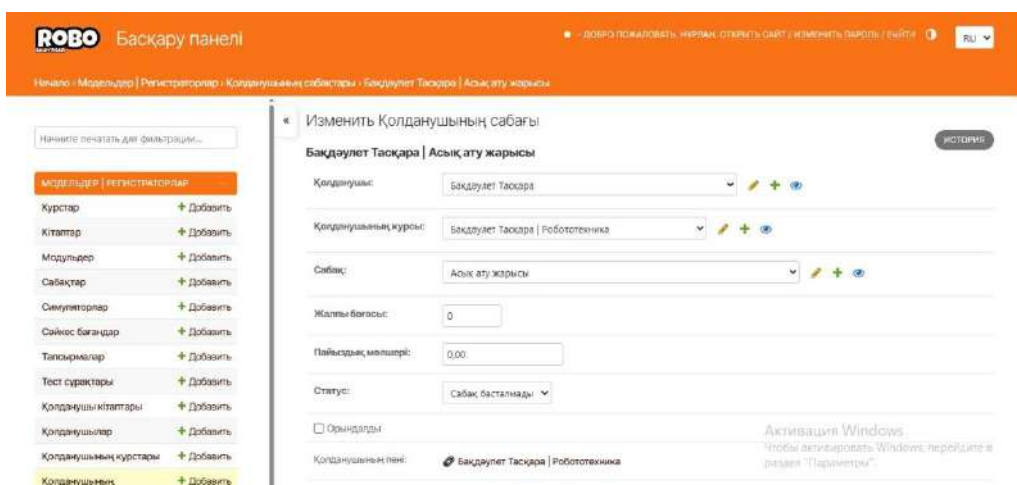 ROBO Басқару панелі
- ДОБРО ПОЖАЛОВАТЬ, НУРЛАН. ОТКРЫТЬ САЙТ / ИЗМЕНИТЬ ПАРОЛЬ / ВЫЙТИ RU
Начало › Модельдер | Регистраторлар › Қолданушының сабақтары › Бақдәулет Тасқара | Асық ату жарысы
Начните печатать для фильтрации...
МОДЕЛЬДЕР | РЕГИСТРАТОРЛАР
Курстар + Добавить
Кітаптар + Добавить
Модульдер + Добавить
Сабақтар + Добавить
Симуляторлар + Добавить
Сәйкес бағандар + Добавить
Тапсырмалар + Добавить
Тест сұрақтары + Добавить
Қолданушы кітаптары + Добавить
Қолданушылар + Добавить
Қолданушының курстары + Добавить
Қолданушының + Добавить
«
Изменить Қолданушының сабағы
ИСТОРИЯ
Бақдәулет Тасқара | Асық ату жарысы
Қолданушы: Бақдәулет Тасқара
Қолданушының курсы: Бақдәулет Тасқара | Робототехника
Сабақ: Асық ату жарысы
Жалпы бағасы: 0
Пайыздық мөлшері: 0,00
Статус: Сабақ басталмады
Орындалды
Қолданушының пәні: Бақдәулет Тасқара | Робототехника
Активация Windows
Чтобы активировать Windows, перейдите в
раздел "Параметры".